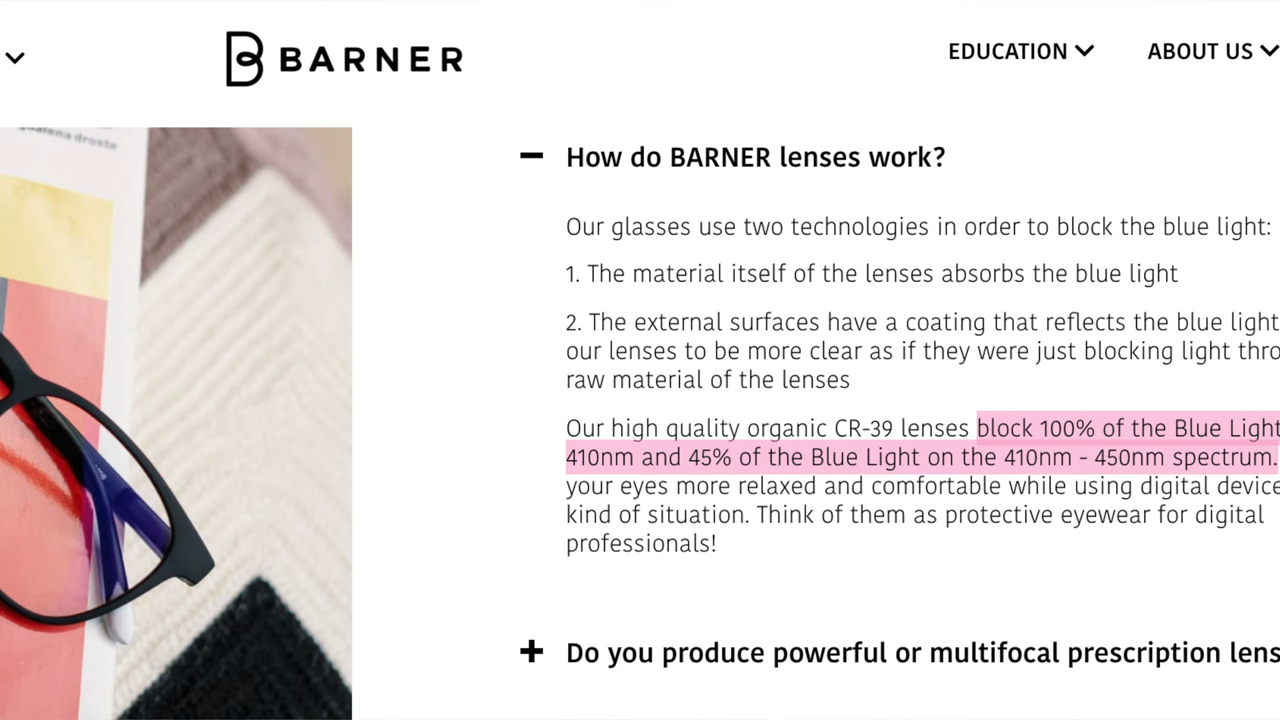 BARNER
EDUCATION
ABOUT US
How do BARNER lenses work?
Our glasses use two technologies in order to block the blue light:
1. The material itself of the lenses absorbs the blue light
2. The external surfaces have a coating that reflects the blue light
our lenses to be more clear as if they were just blocking light thro
raw material of the lenses
Our high quality organic CR-39 lenses block 100% of the Blue Light
410nm and 45% of the Blue Light on the 410nm - 450nm spectrum.
your eyes more relaxed and comfortable while using digital device
kind of situation. Think of them as protective eyewear for digital
professionals!
Do you produce powerful or multifocal prescription lens